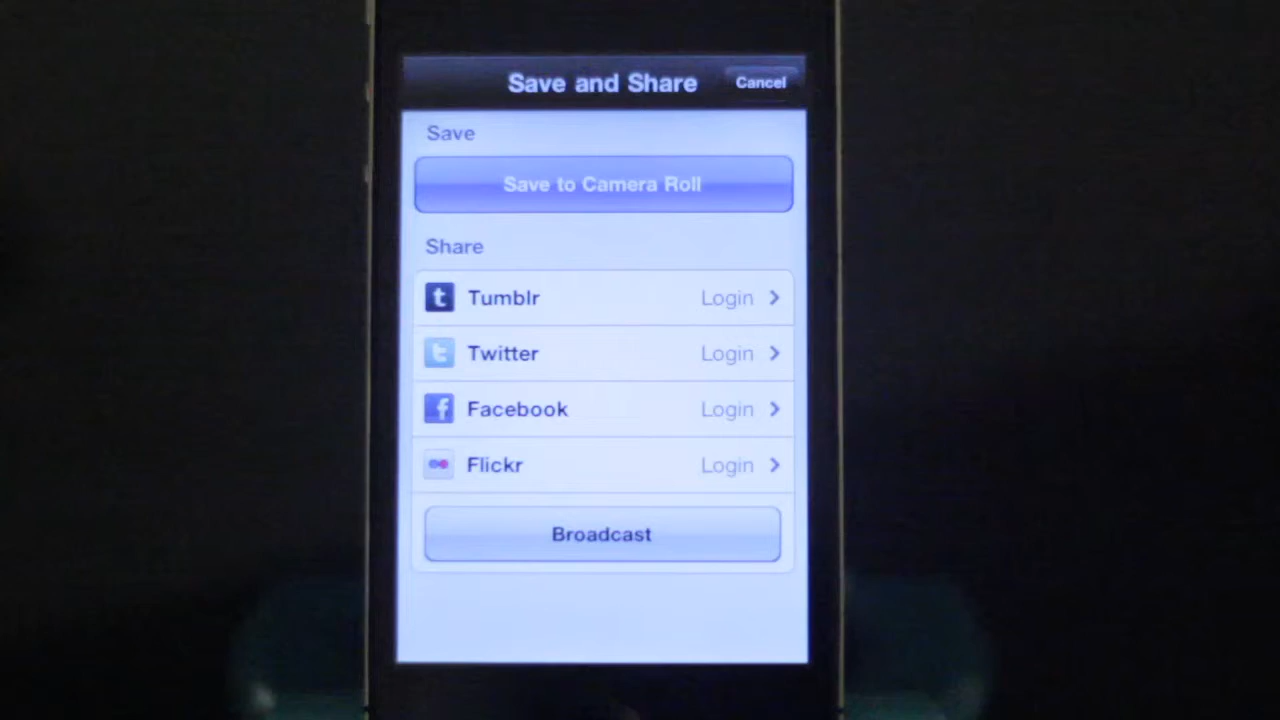 Save and Share Cancel
Save
Save to Camera Roll
Share
Tumblr Login
Twitter Login
Facebook Login
Flickr Login
Broadcast